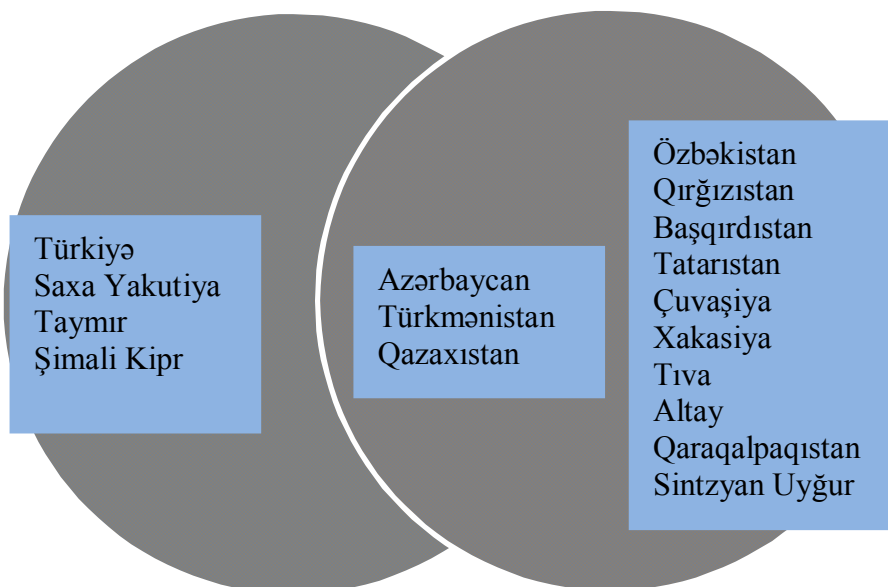 Türkiyə
Saxa Yakutiya
Taymır
Şimali Kipr
Azərbaycan
Türkmənistan
Qazaxıstan
Özbəkistan
Qırğızıstan
Başqırdıstan
Tatarıstan
Çuvaşiya
Xakasiya
Tıva
Altay
Qaraqalpaqıstan
Sintzyan Uyğur